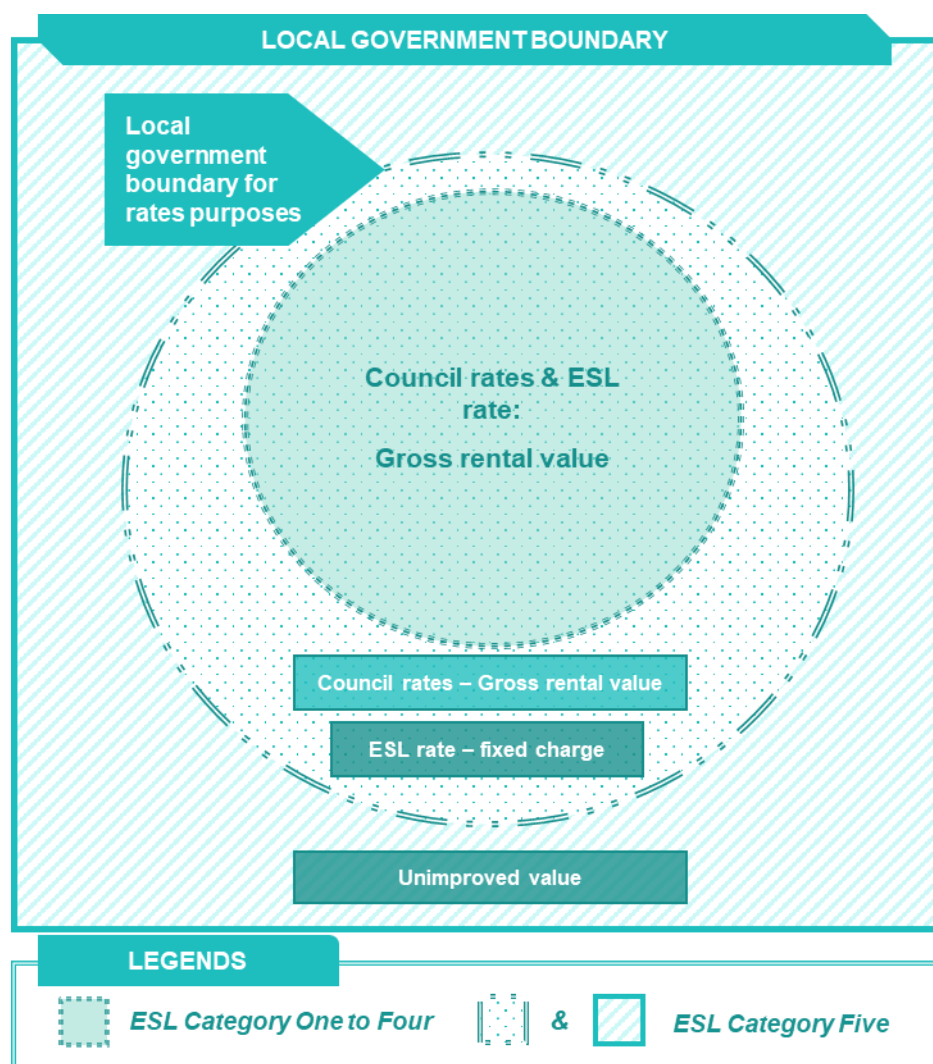 LOCAL GOVERNMENT BOUNDARY
Local
government
boundary for
rates purposes
Council rates & ESL
rate:
Gross rental value
Council rates – Gross rental value
ESL rate – fixed charge
Unimproved value
LEGENDS
ESL Category One to Four
&
ESL Category Five